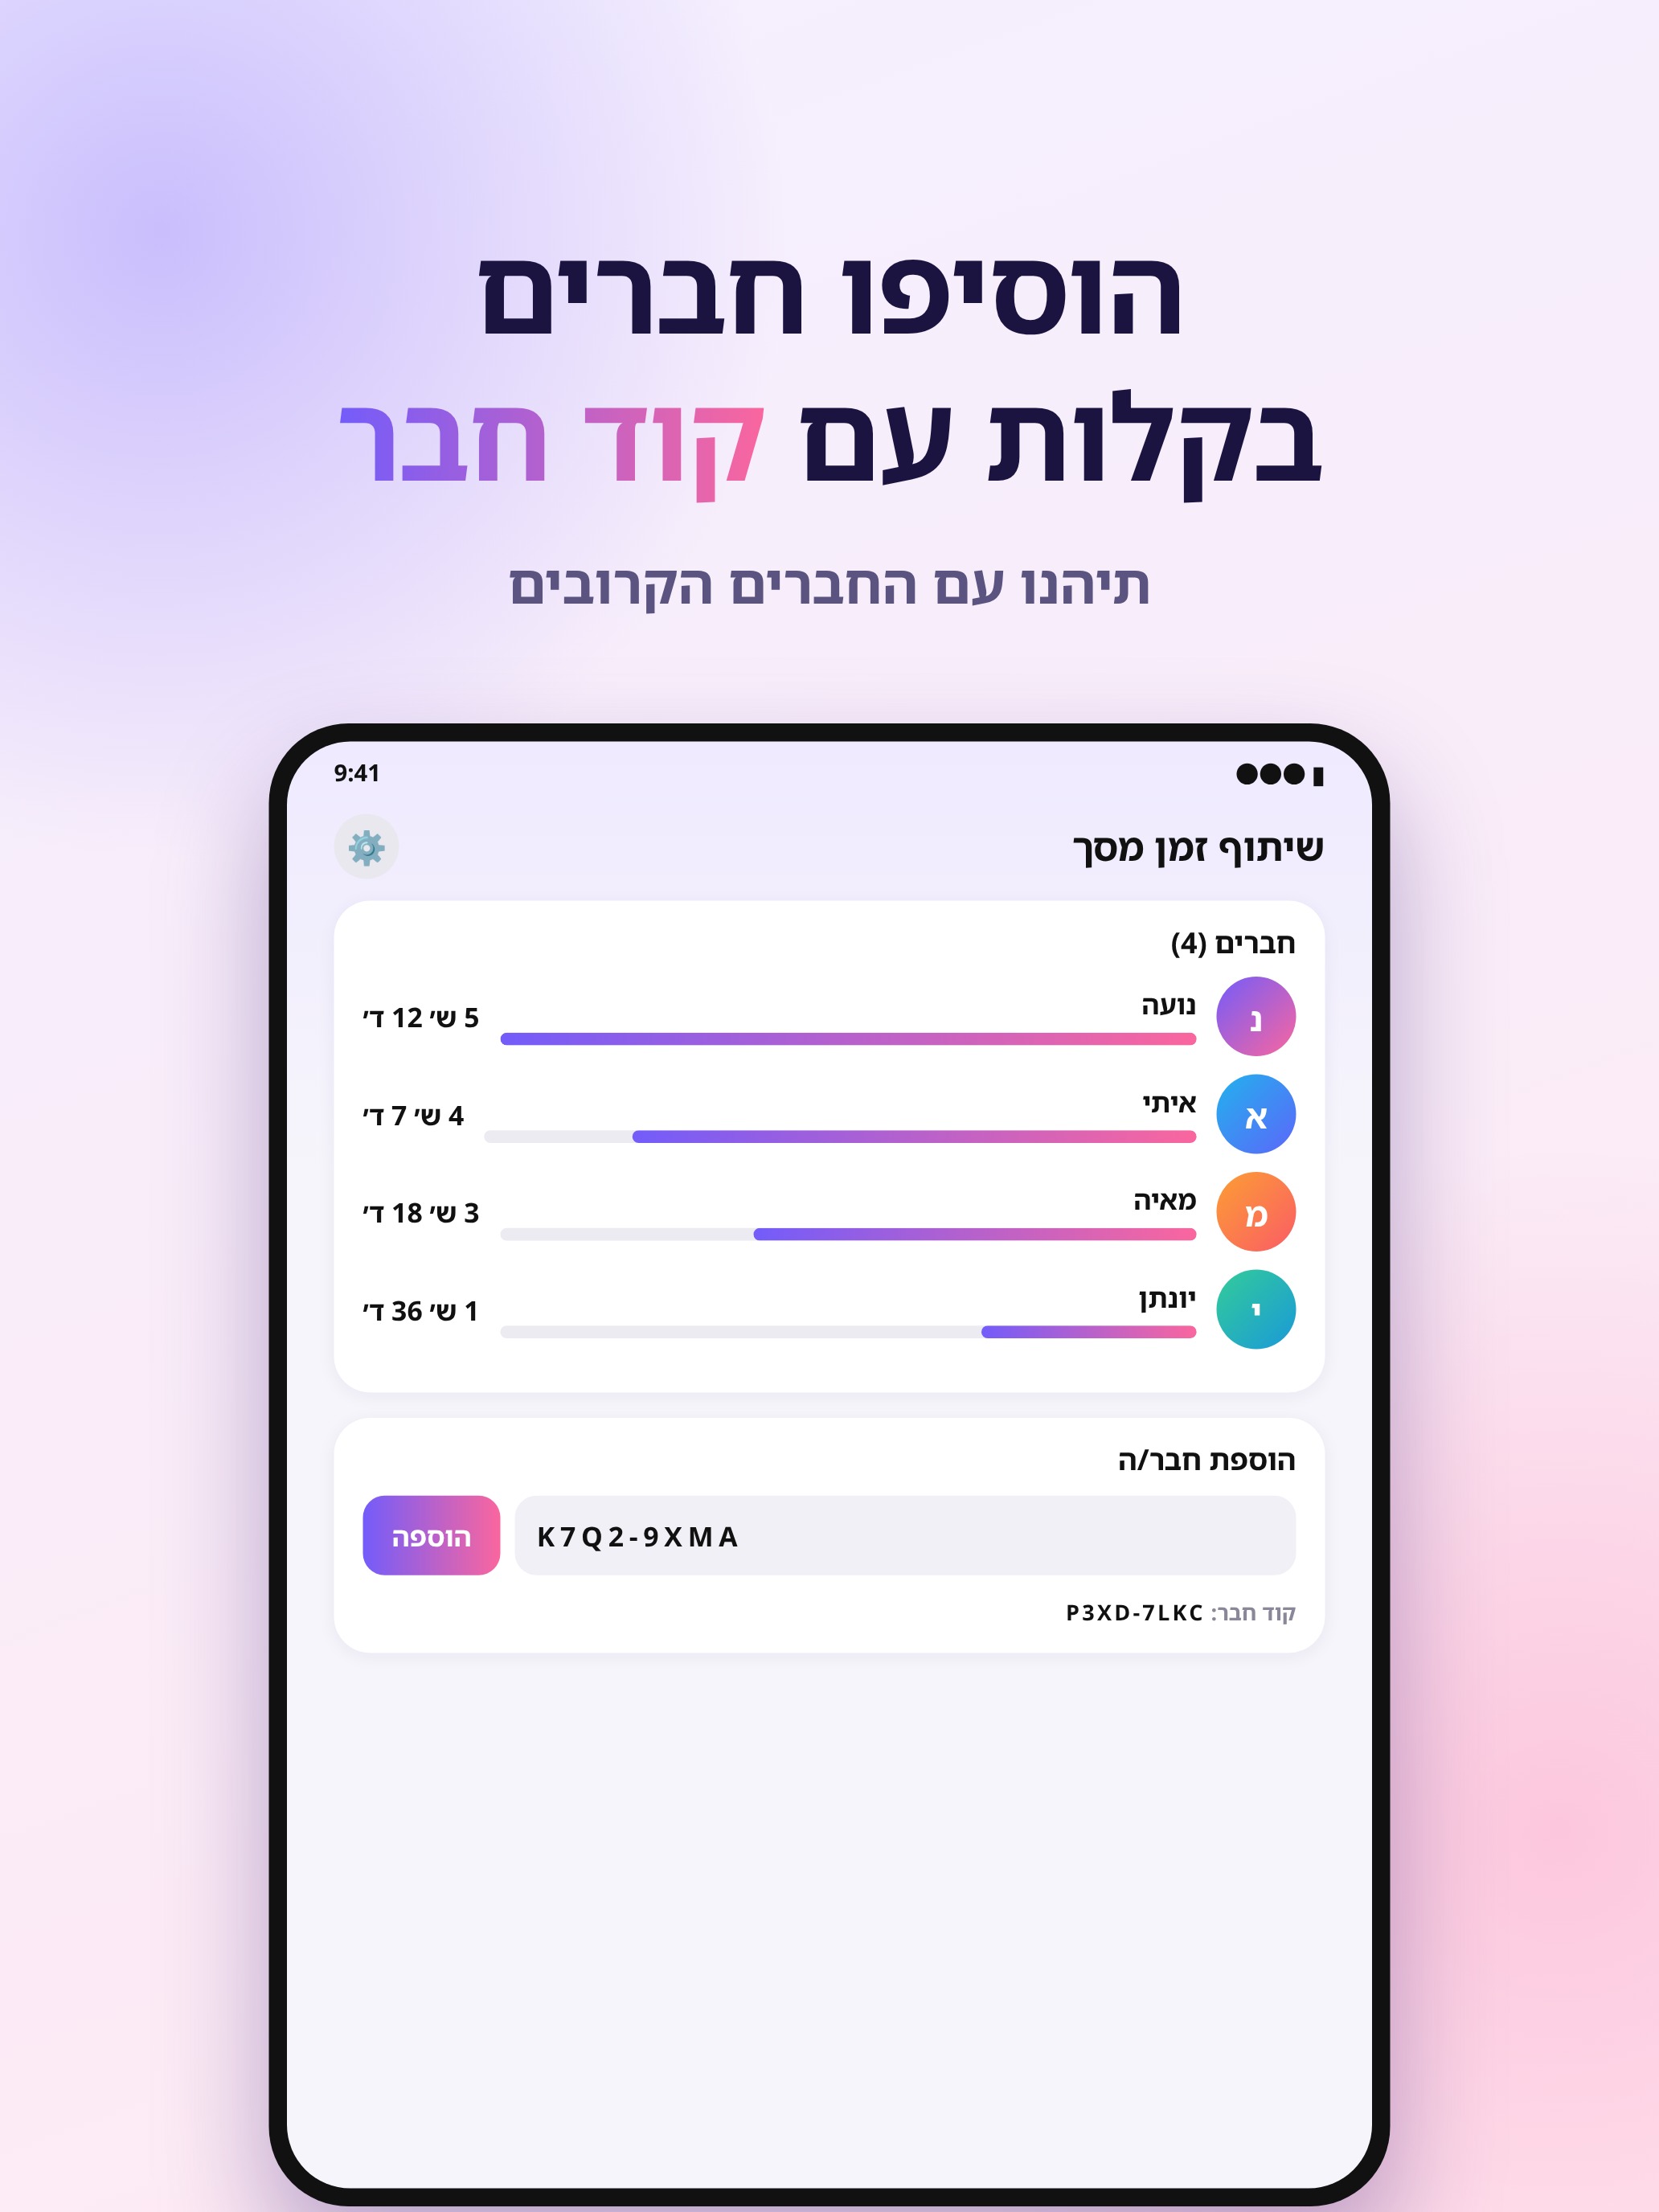 הוסיפו חברים
בקלות עם קוד חבר
תיהנו עם החברים הקרובים
9:41
שיתוף זמן מסך
חברים (4)
נ
נועה
5 ש׳ 12 ד׳
א
איתי
4 ש׳ 7 ד׳
מ
מאיה
3 ש׳ 18 ד׳
י
יונתן
1 ש׳ 36 ד׳
הוספת חבר/ה
K7Q2-9XMA
הוספה
קוד חבר: P3XD-7LKC